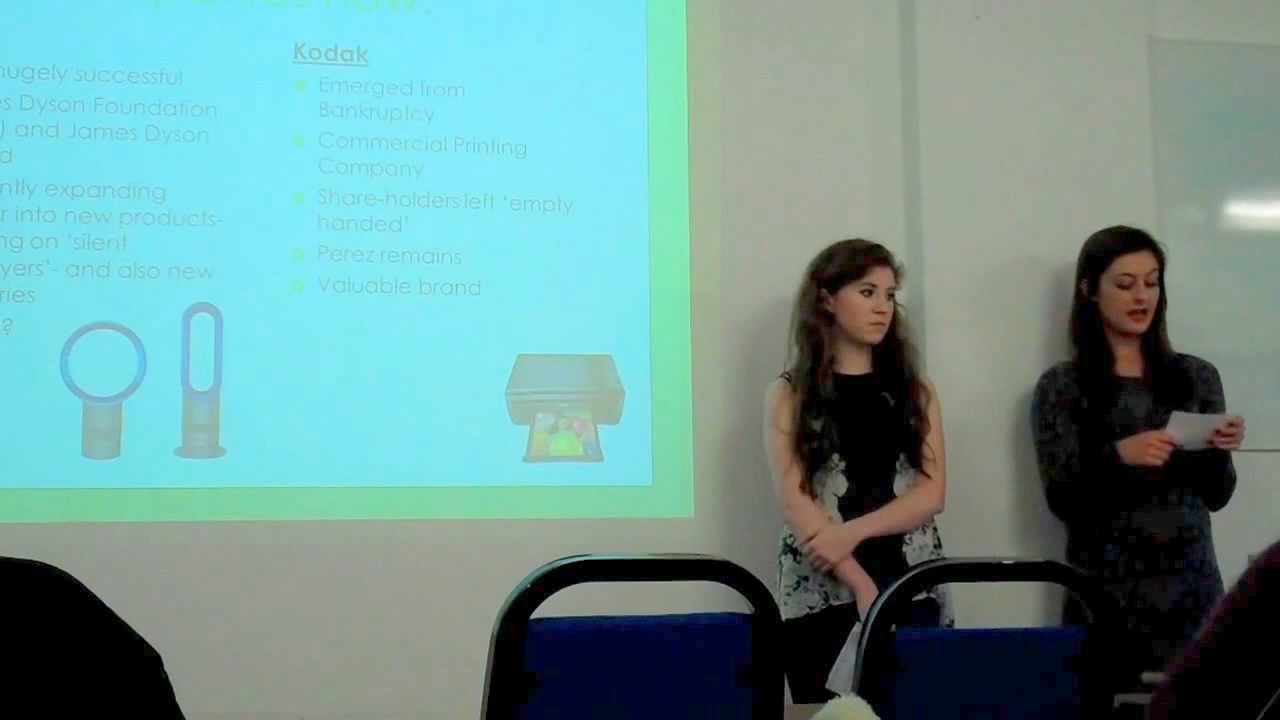 hugely successful
es Dyson Foundation
) and James Dyson
d
ntly expanding
r into new products-
ng on ‘silent
yers’- and also new
ries
?
Kodak
Emerged from
Bankruptcy
Commercial Printing
Company
Share-holders left ‘empty
handed’
Perez remains
Valuable brand